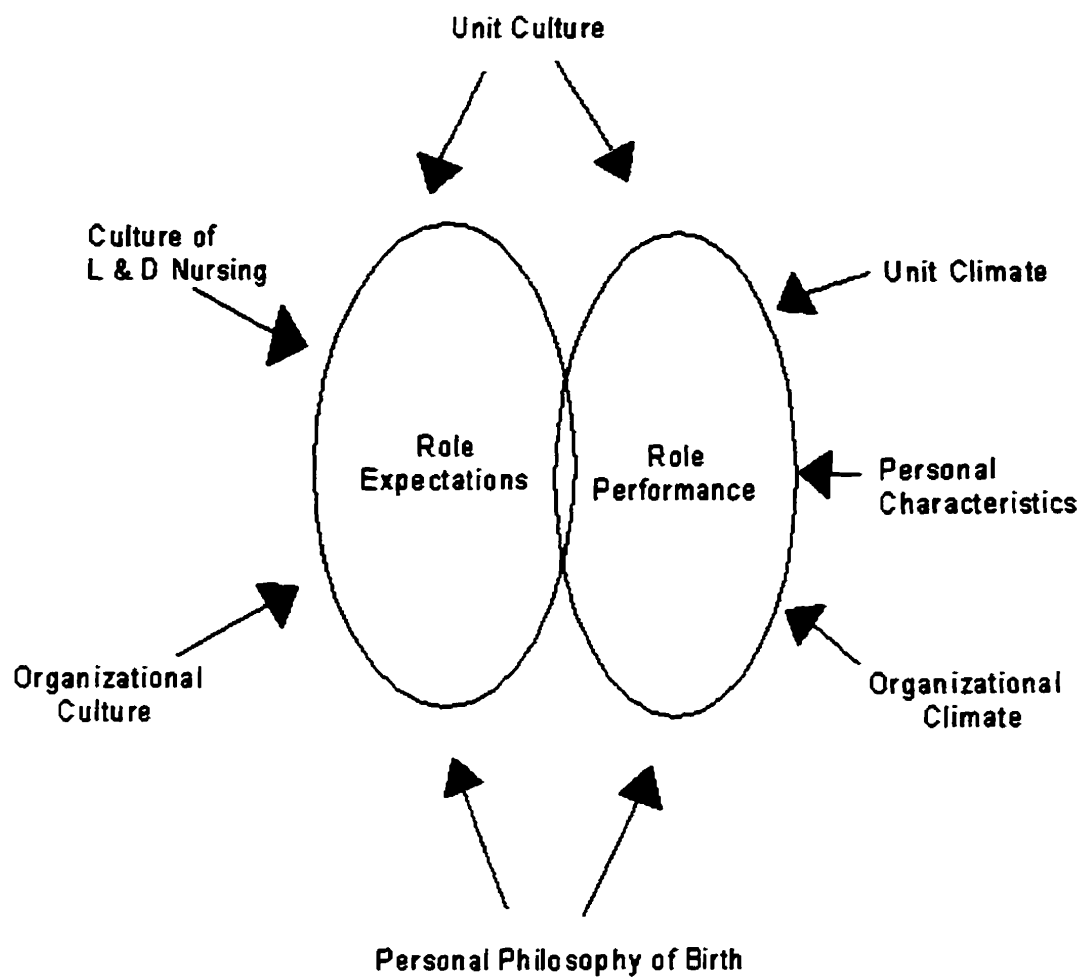 Unit Culture
Culture of
L & D Nursing
Unit Climate
Role
Expectations
Role
Performance
Personal
Characteristics
Organizational
Culture
Organizational
Climate
Personal Philosophy of Birth